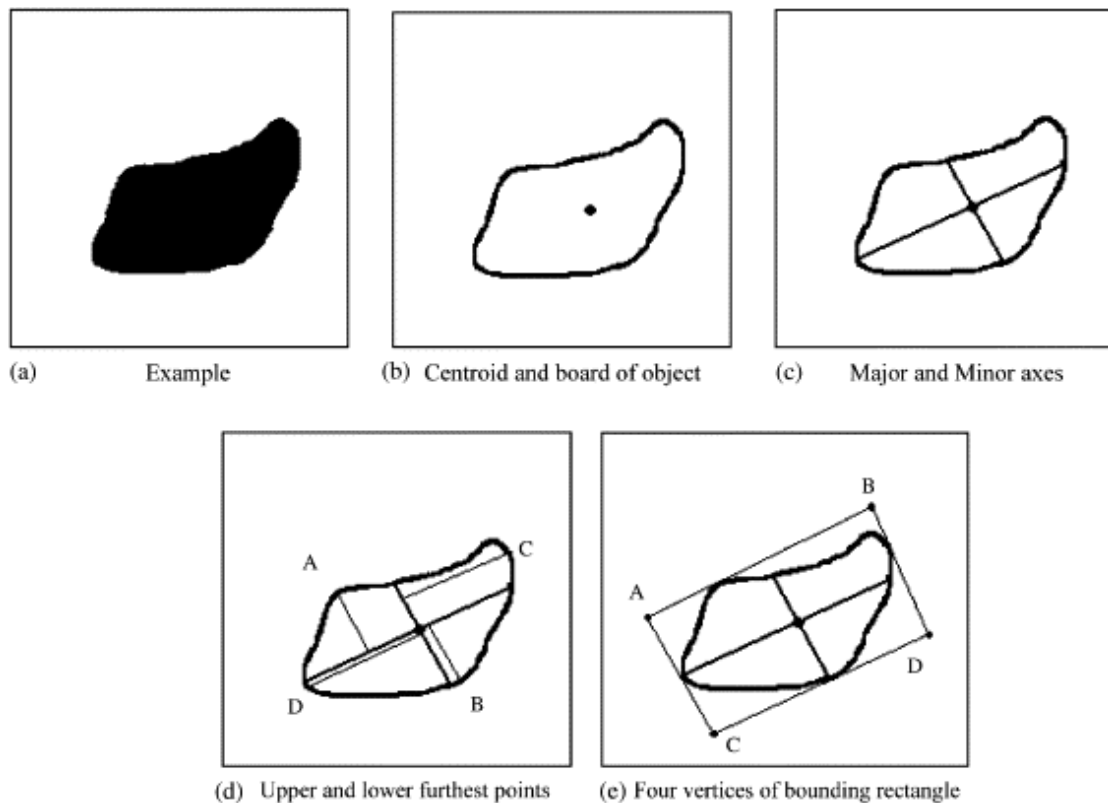 (a) Example
(b) Centroid and board of object
(c) Major and Minor axes
A
C
D
B
B
A
D
C
(d) Upper and lower furthest points
(e) Four vertices of bounding rectangle